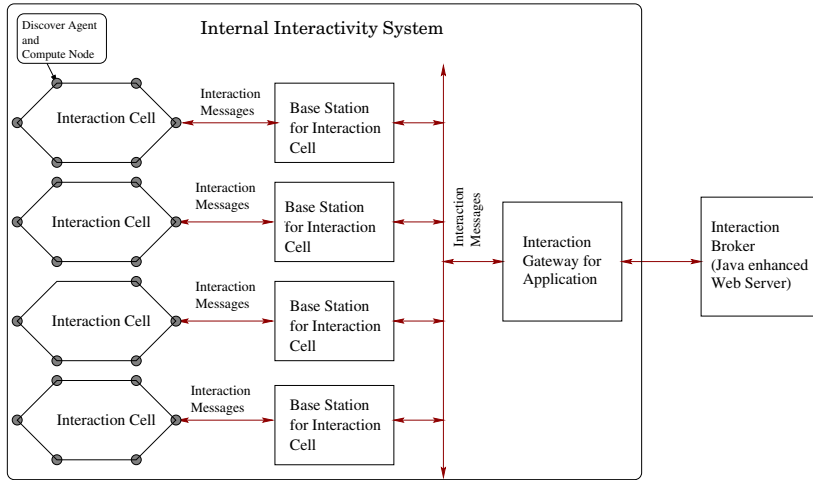 Discover Agent
and
Compute Node
Internal Interactivity System
Interaction Cell
Interaction
Messages
Base Station
for Interaction
Cell
Interaction Cell
Interaction
Messages
Base Station
for Interaction
Cell
Interaction Cell
Interaction
Messages
Base Station
for Interaction
Cell
Interaction Cell
Interaction
Messages
Base Station
for Interaction
Cell
Interaction
Messages
Interaction
Gateway for
Application
Interaction
Broker
(Java enhanced
Web Server)